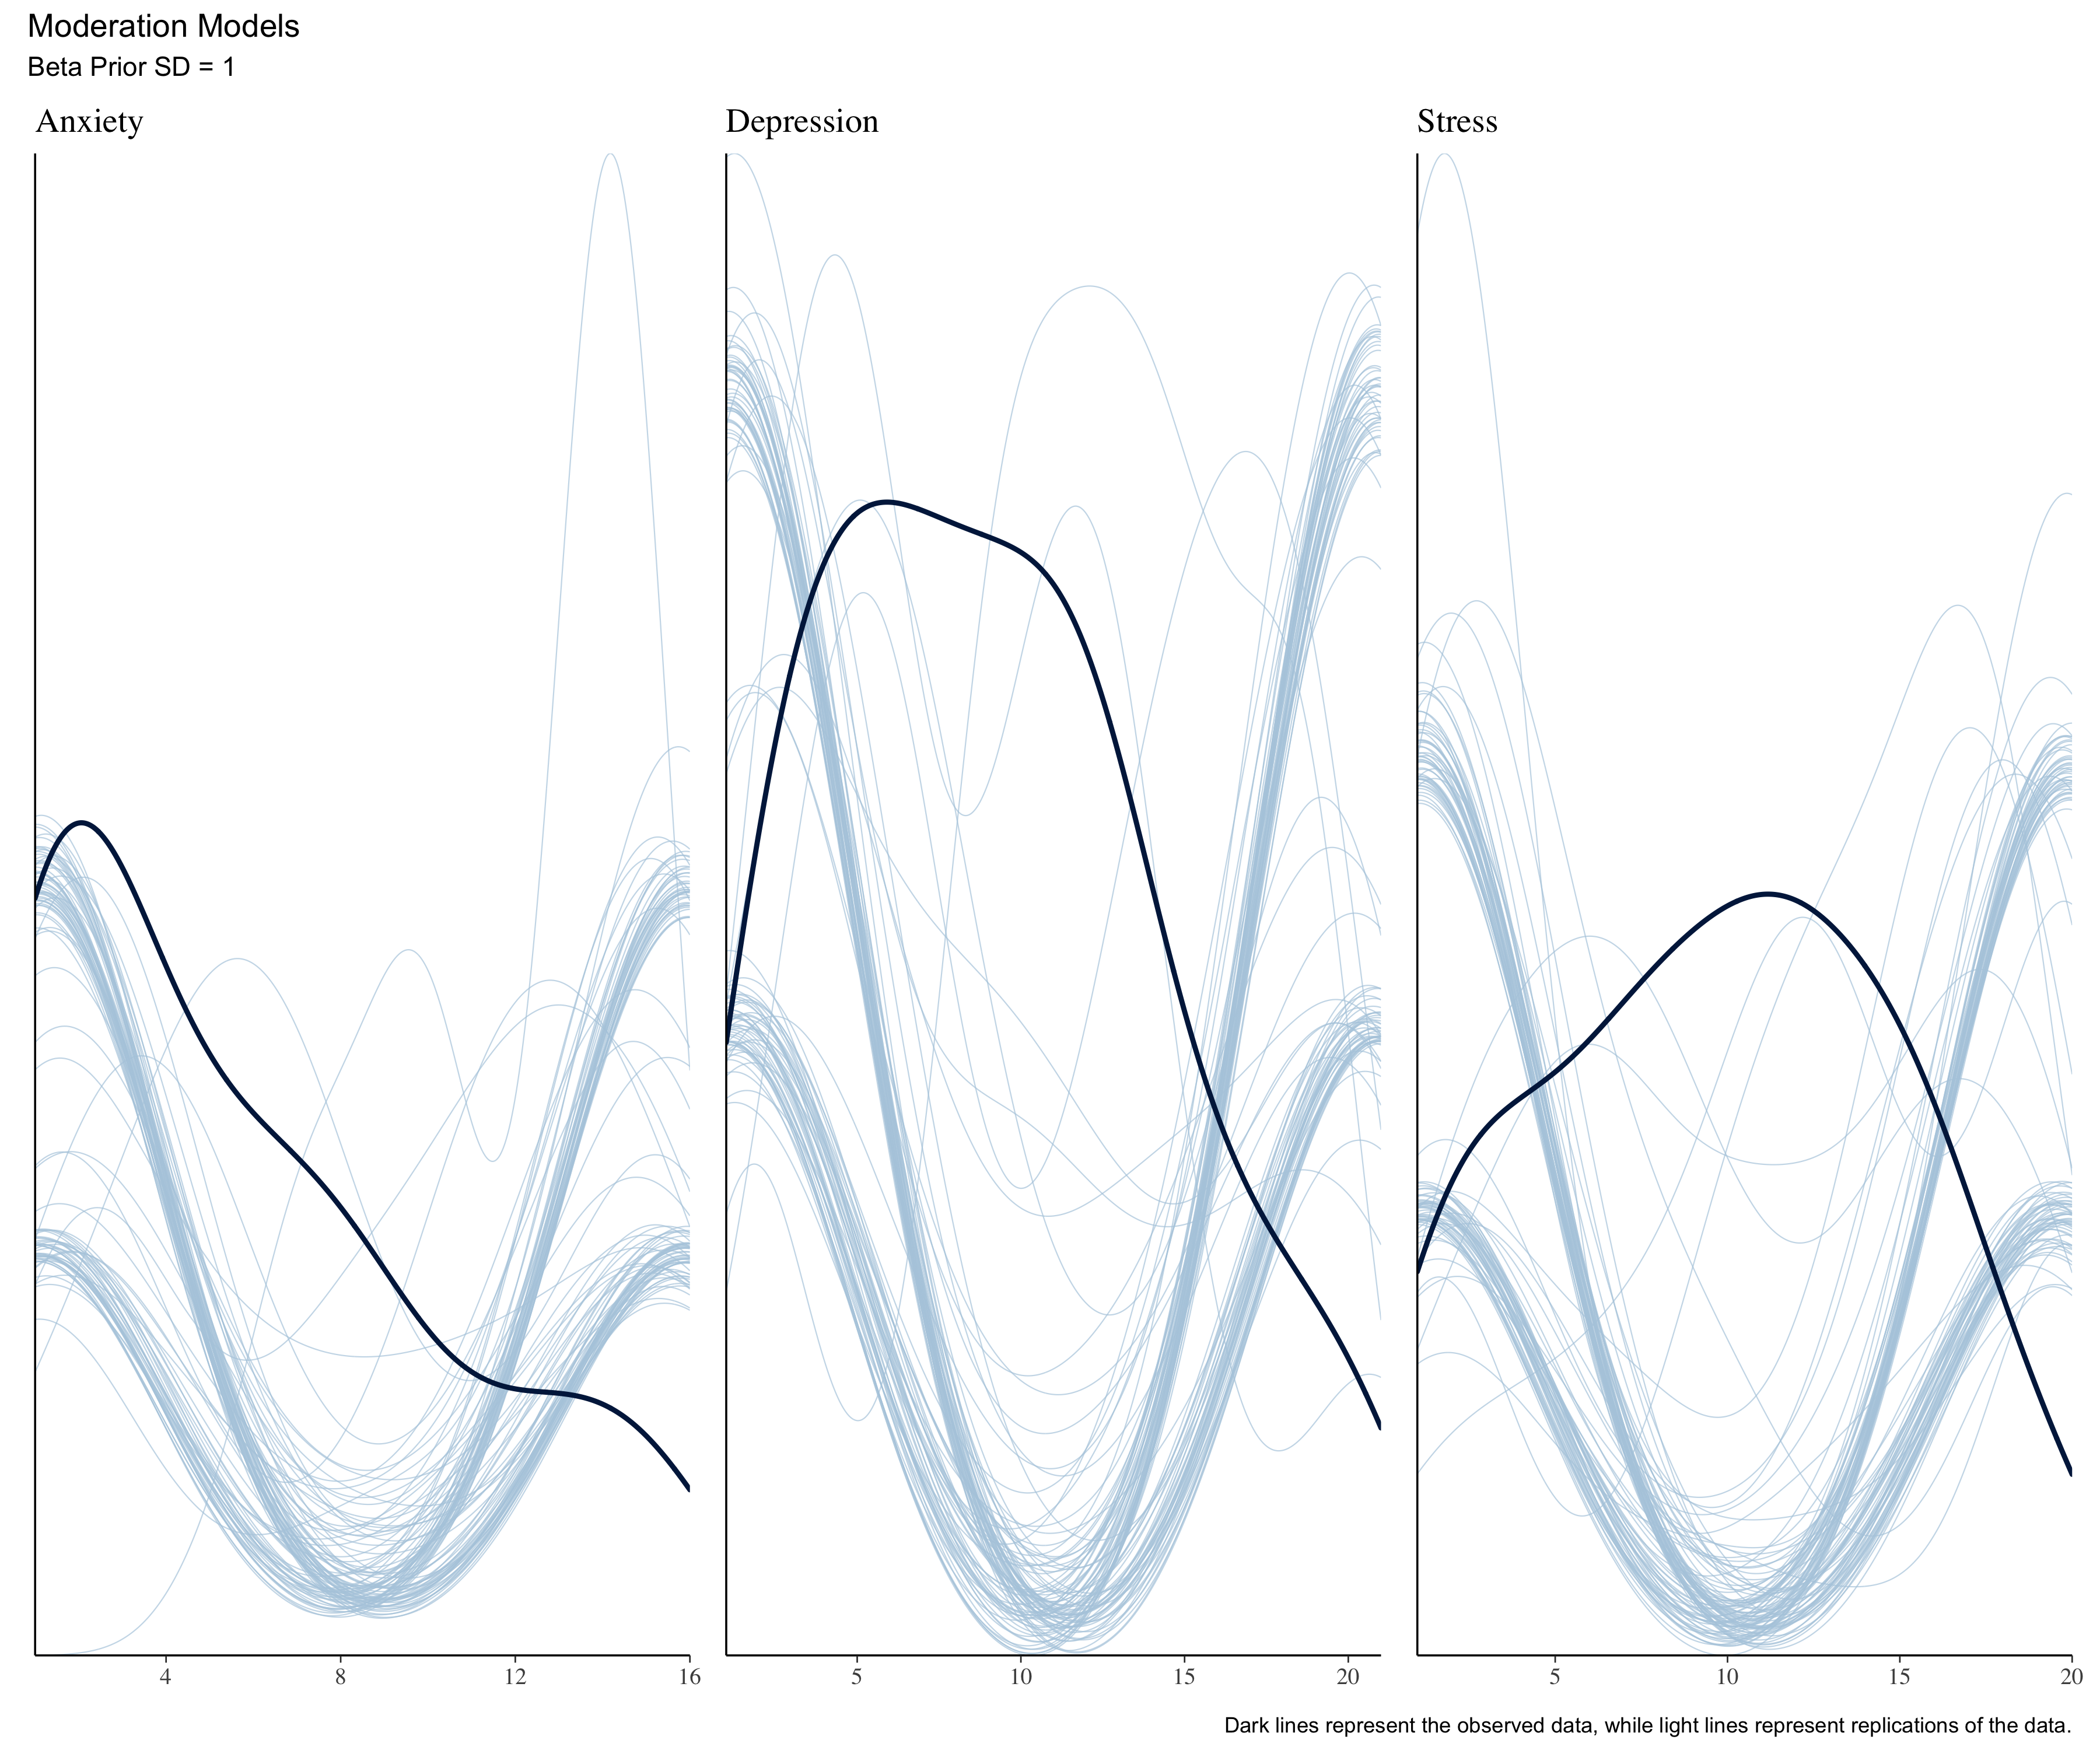 Moderation Models
Beta Prior SD = 1
Anxiety
Depression
Stress
4 8 12 16
5 10 15 20
5 10 15 20
Dark lines represent the observed data, while light lines represent replications of the data.